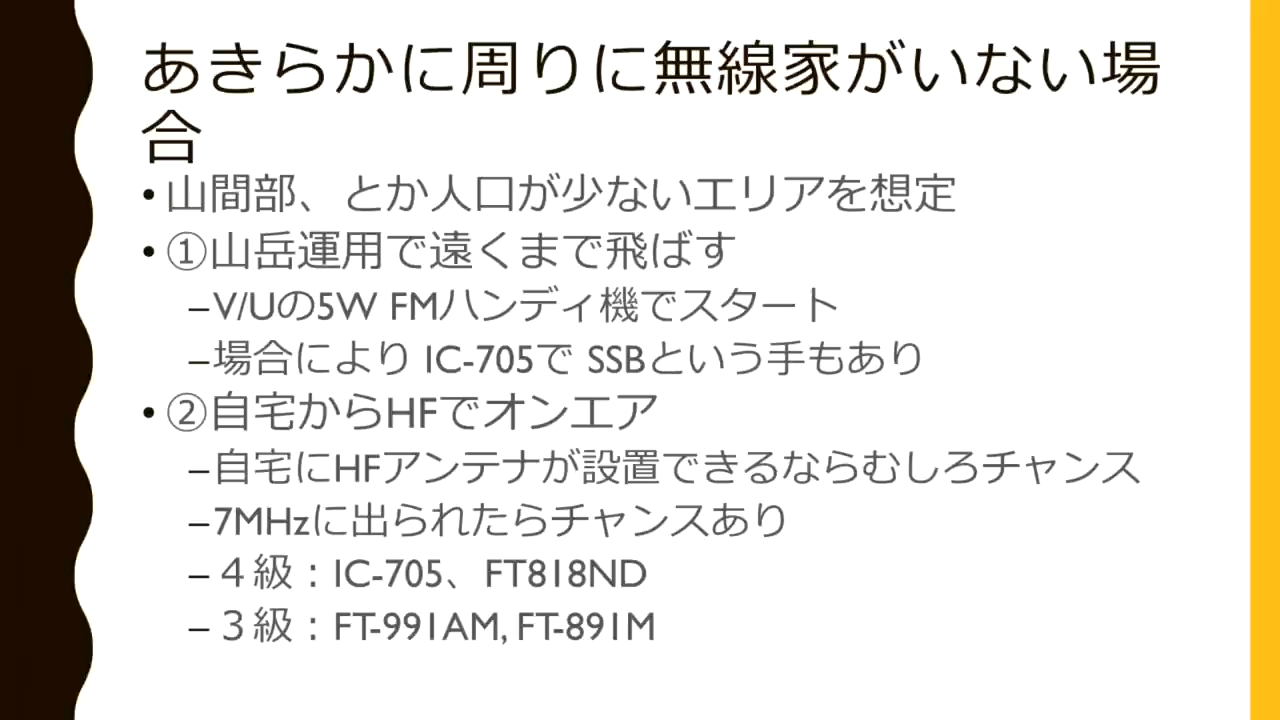 あきらかに周りに無線家がいない場
合
• 山間部、とか人口が少ないエリアを想定
• ①山岳運用で遠くまで飛ばす
–V/Uの5W FMハンディ機でスタート
–場合により IC-705で SSBという手もあり
• ②自宅からHFでオンエア
–自宅にHFアンテナが設置できるならむしろチャンス
–7MHzに出られたらチャンスあり
–４級：IC-705、FT818ND
–３級：FT-991AM, FT-891M